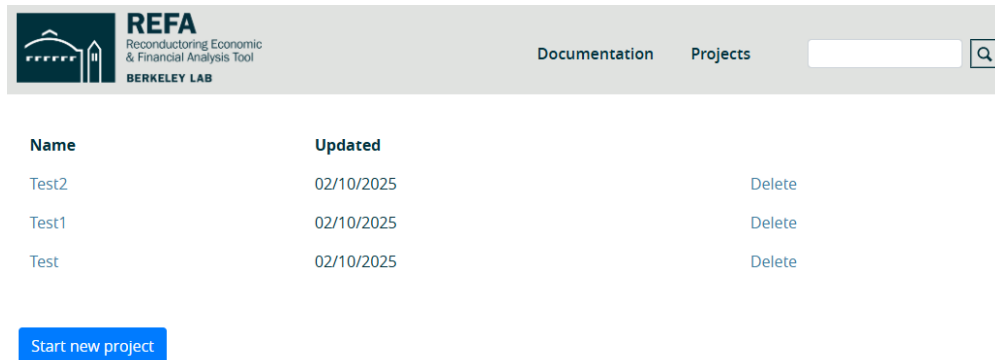 REFA
Reconductoring Economic
& Financial Analysis Tool
BERKELEY LAB
Documentation Projects
Name Updated
Test2 02/10/2025 Delete
Test1 02/10/2025 Delete
Test 02/10/2025 Delete
Start new project